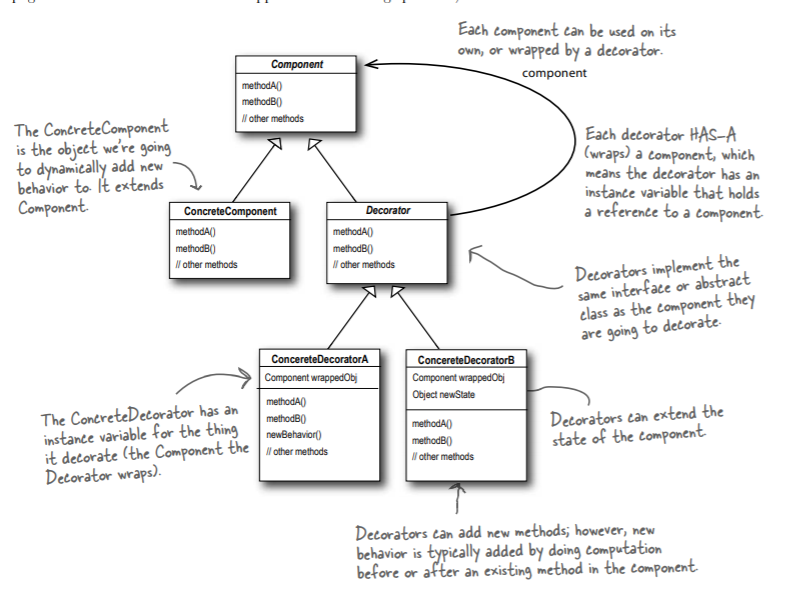 Each component can be used on its
own, or wrapped by a decorator.
component
Component
methodA()
methodB()
// other methods
The ConcreteComponent
is the object we're going
to dynamically add new
behavior to. It extends
Component.
Each decorator HAS-A
(wraps) a component, which
means the decorator has an
instance variable that holds
a reference to a component.
ConcreteComponent
methodA()
methodB()
// other methods
Decorator
methodA()
methodB()
// other methods
Decorators implement the
same interface or abstract
class as the component they
are going to decorate.
ConcereteDecoratorA
Component wrappedObj
methodA()
methodB()
newBehavior()
// other methods
ConcereteDecoratorB
Component wrappedObj
Object newState
methodA()
methodB()
// other methods
The ConcreteDecorator has an
instance variable for the thing
it decorate (the Component the
Decorator wraps).
Decorators can extend the
state of the component.
Decorators can add new methods; however, new
behavior is typically added by doing computation
before or after an existing method in the component.